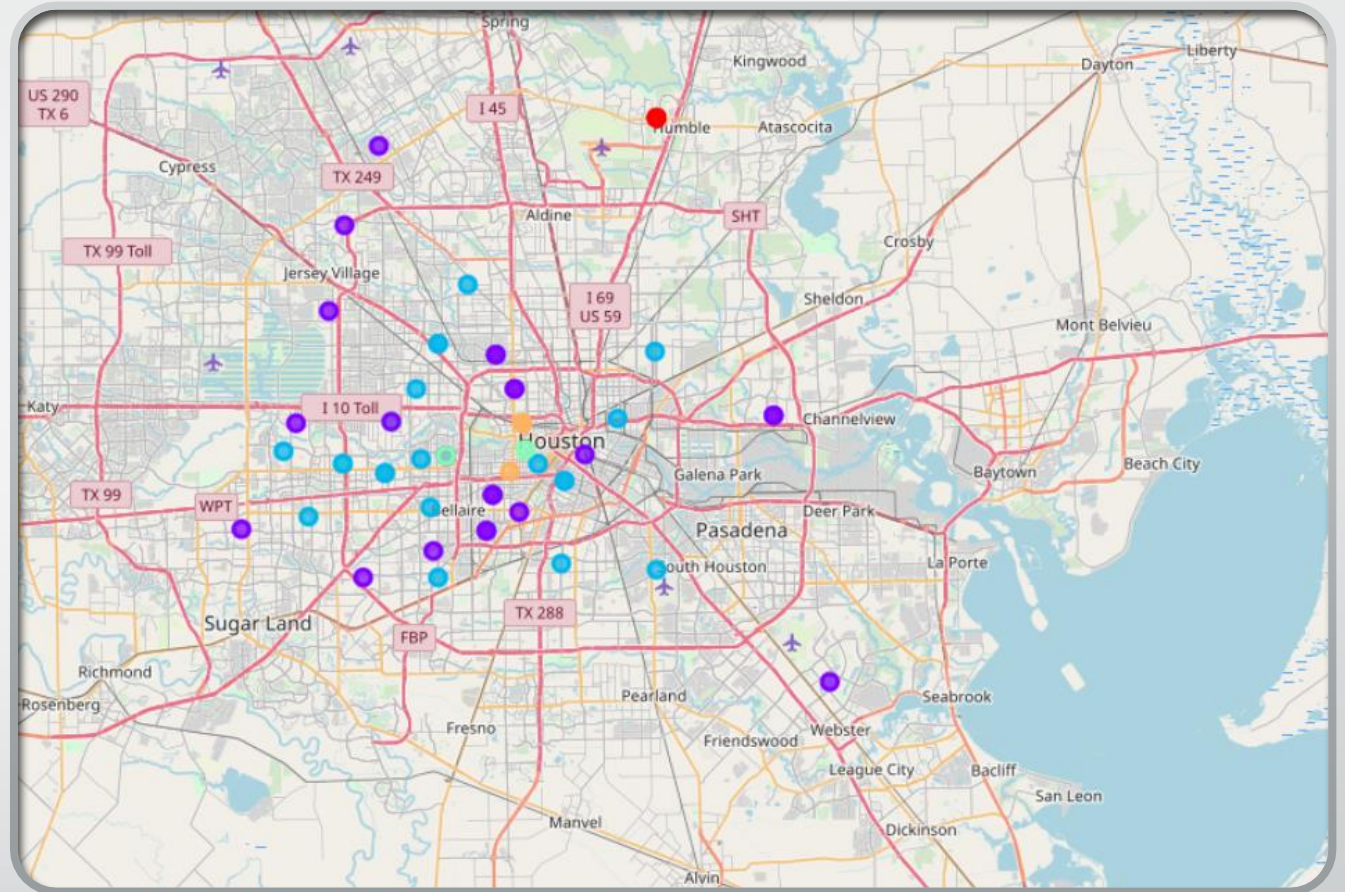 Spring
Kingwood
Liberty
Dayton
US 290
TX 6
I 45
Humble
Atascocita
Cypress
TX 249
Aldine
SHT
TX 99 Toll
Crosby
Jersey Village
I 69
US 59
Sheldon
Mont Belvieu
Katy
I 10 Toll
Channelview
Houston
Galena Park
Baytown
Beach City
TX 99
WPT
ellaire
Deer Park
Pasadena
La Porte
outh Houston
Sugar Land
TX 288
FBP
Richmond
Pearland
Seabrook
Rosenberg
Fresno
Friendswood
Webster
League City
Bacliff
San Leon
Manvel
Dickinson
Alvin